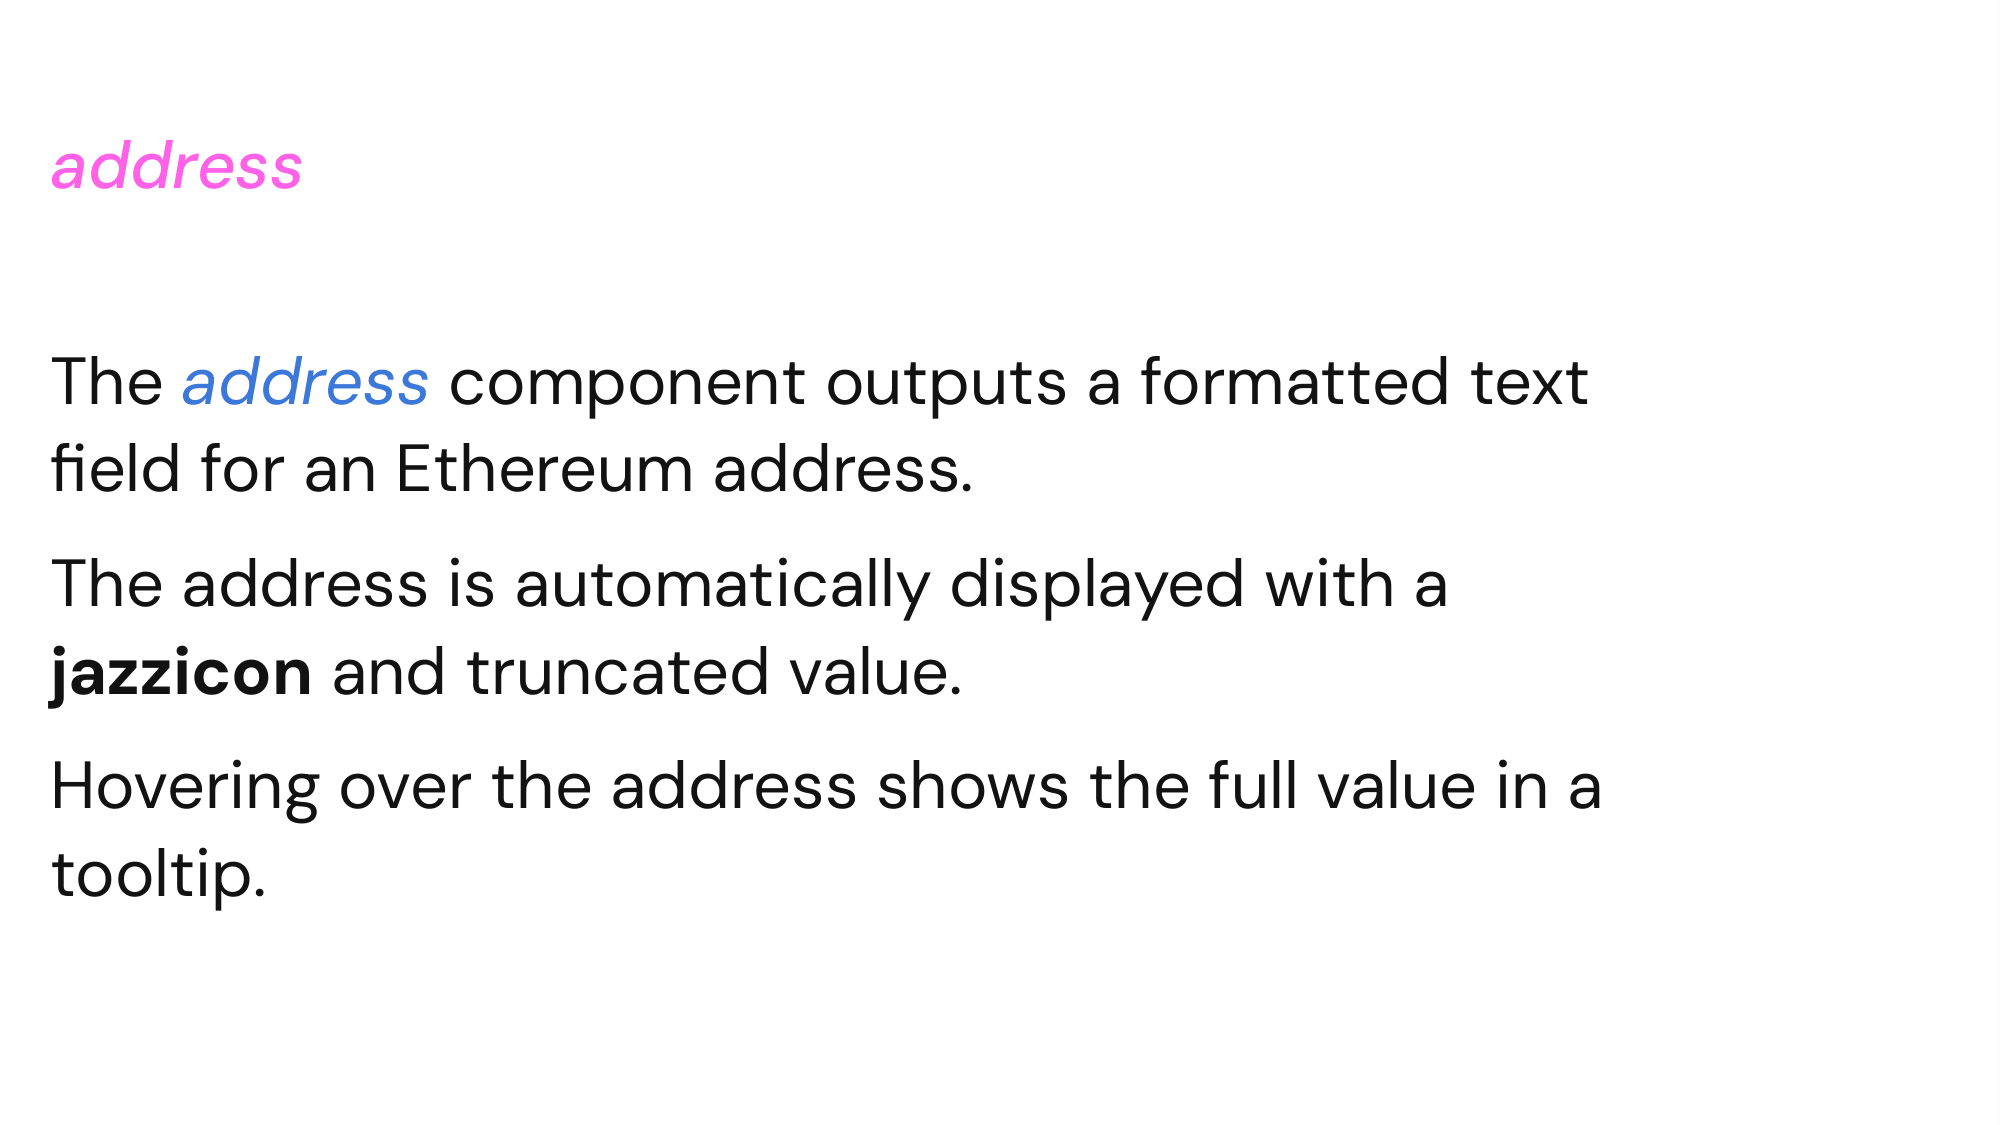 address
The address component outputs a formatted text
field for an Ethereum address.
The address is automatically displayed with a
jazzicon and truncated value.
Hovering over the address shows the full value in a
tooltip.